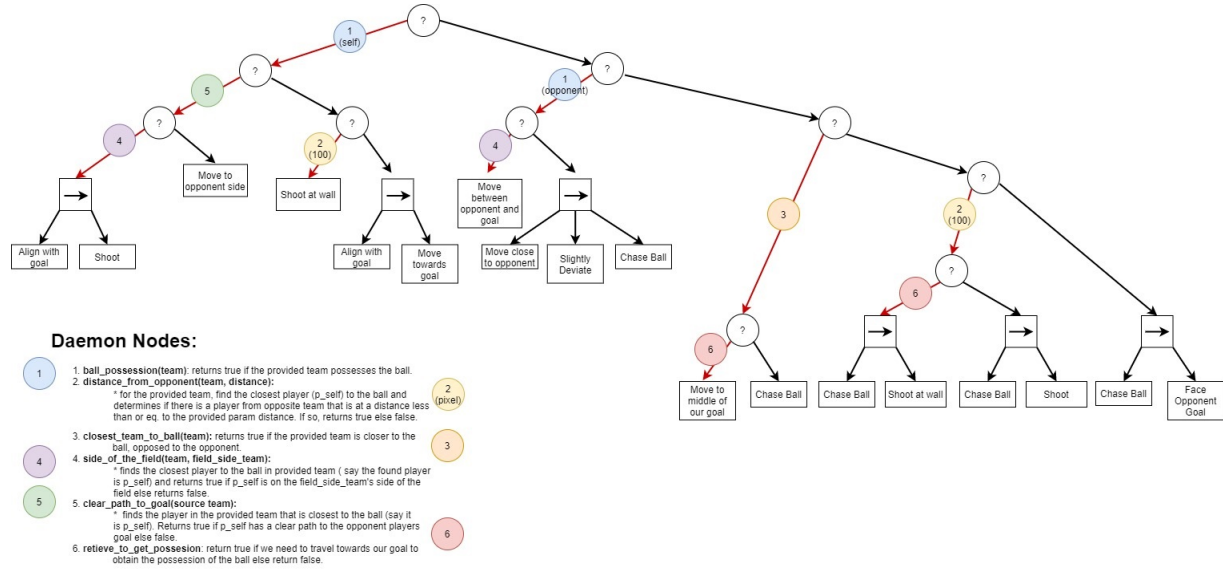 ?
1
(self)
?
?
1
(opponent)
5
?
?
?
?
4
2
(100)
4
?
Move to
opponent side
Shoot at wall
Move
between
opponent and
goal
3
2
(100)
?
Align with
goal
Shoot
Align with
goal
Move
towards
goal
Move close
to opponent
Slightly
Deviate
Chase Ball
6
?
6
Move to
middle of
our goal
Chase Ball
Chase Ball
Shoot at wall
Chase Ball
Shoot
Chase Ball
Face
Opponent
Goal
Daemon Nodes:
1
1. ball_possession(team): returns true if the provided team possesses the ball.
2. distance_from_opponent(team, distance):
* for the provided team, find the closest player (p_self) to the ball and
determines if there is a player from opposite team that is at a distance less
than or eq. to the provided param distance. If so, returns true else false.
2
(pixel)
3. closest_team_to_ball(team): returns true if the provided team is closer to the
ball, opposed to the opponent.
3
4
4. side_of_the_field(team, field_side_team):
* finds the closest player to the ball in provided team ( say the found player
is p_self) and returns true if p_self is on the field_side_team's side of the
field else returns false.
5
5. clear_path_to_goal(source team):
* finds the player in the provided team that is closest to the ball (say it
is p_self). Returns true if p_self has a clear path to the opponent players
goal else false.
6
6. retieve_to_get_possesion: return true if we need to travel towards our goal to
obtain the possession of the ball else return false.